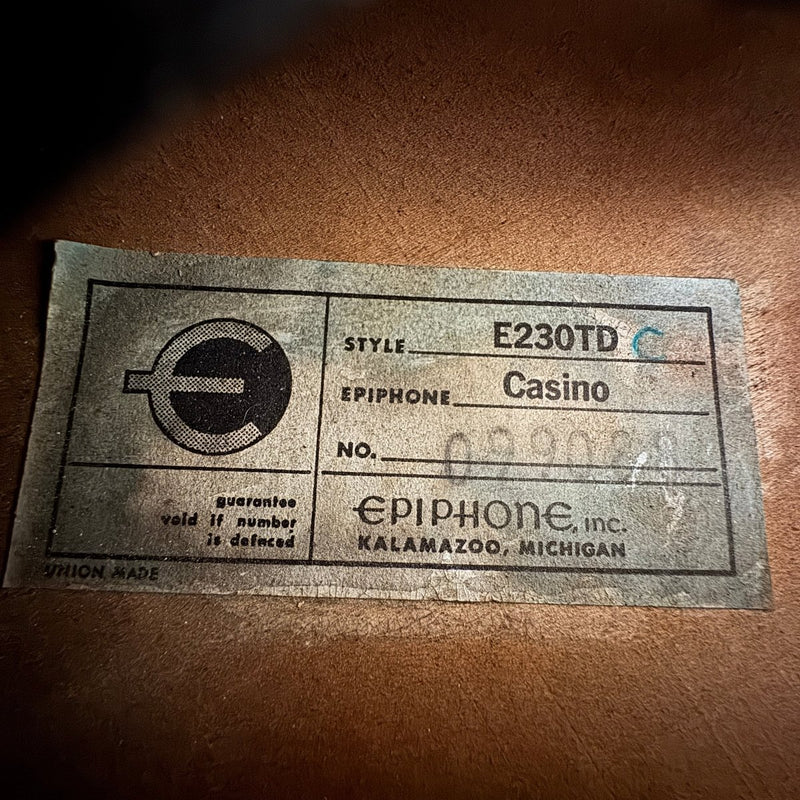 STYLE E230TD C
EPIPHONE Casino
NO.
guarantee
void if number
is defaced
EPIPHONE, INC.
KALAMAZOO, MICHIGAN
UNION MADE